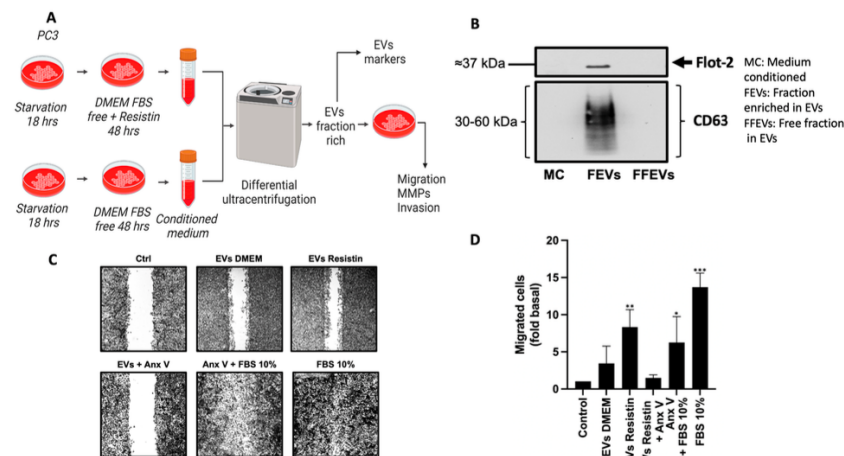 A
PC3
Starvation
18 hrs
DMEM FBS
free + Resistin
48 hrs
Starvation
18 hrs
DMEM FBS
free 48 hrs
Conditioned
medium
Differential
ultracentrifugation
EVs
fraction
rich
EVs
markers
Migration
MMPs
Invasion
B
≈37 kDa
Flot-2
30-60 kDa
CD63
MC FEVs FFEVs
MC: Medium
conditioned
FEVs: Fraction
enriched in EVs
FFEVs: Free fraction
in EVs
C
Ctrl EVs DMEM EVs Resistin
EVs + Anx V Anx V + FBS 10% FBS 10%
D
Migrated cells
(fold basal)
20
15
10
5
0
**
*
***
Control
EVs DMEM
EVs Resistin
EVs Resistin
+ Anx V
Anx V
+ FBS 10%
FBS 10%